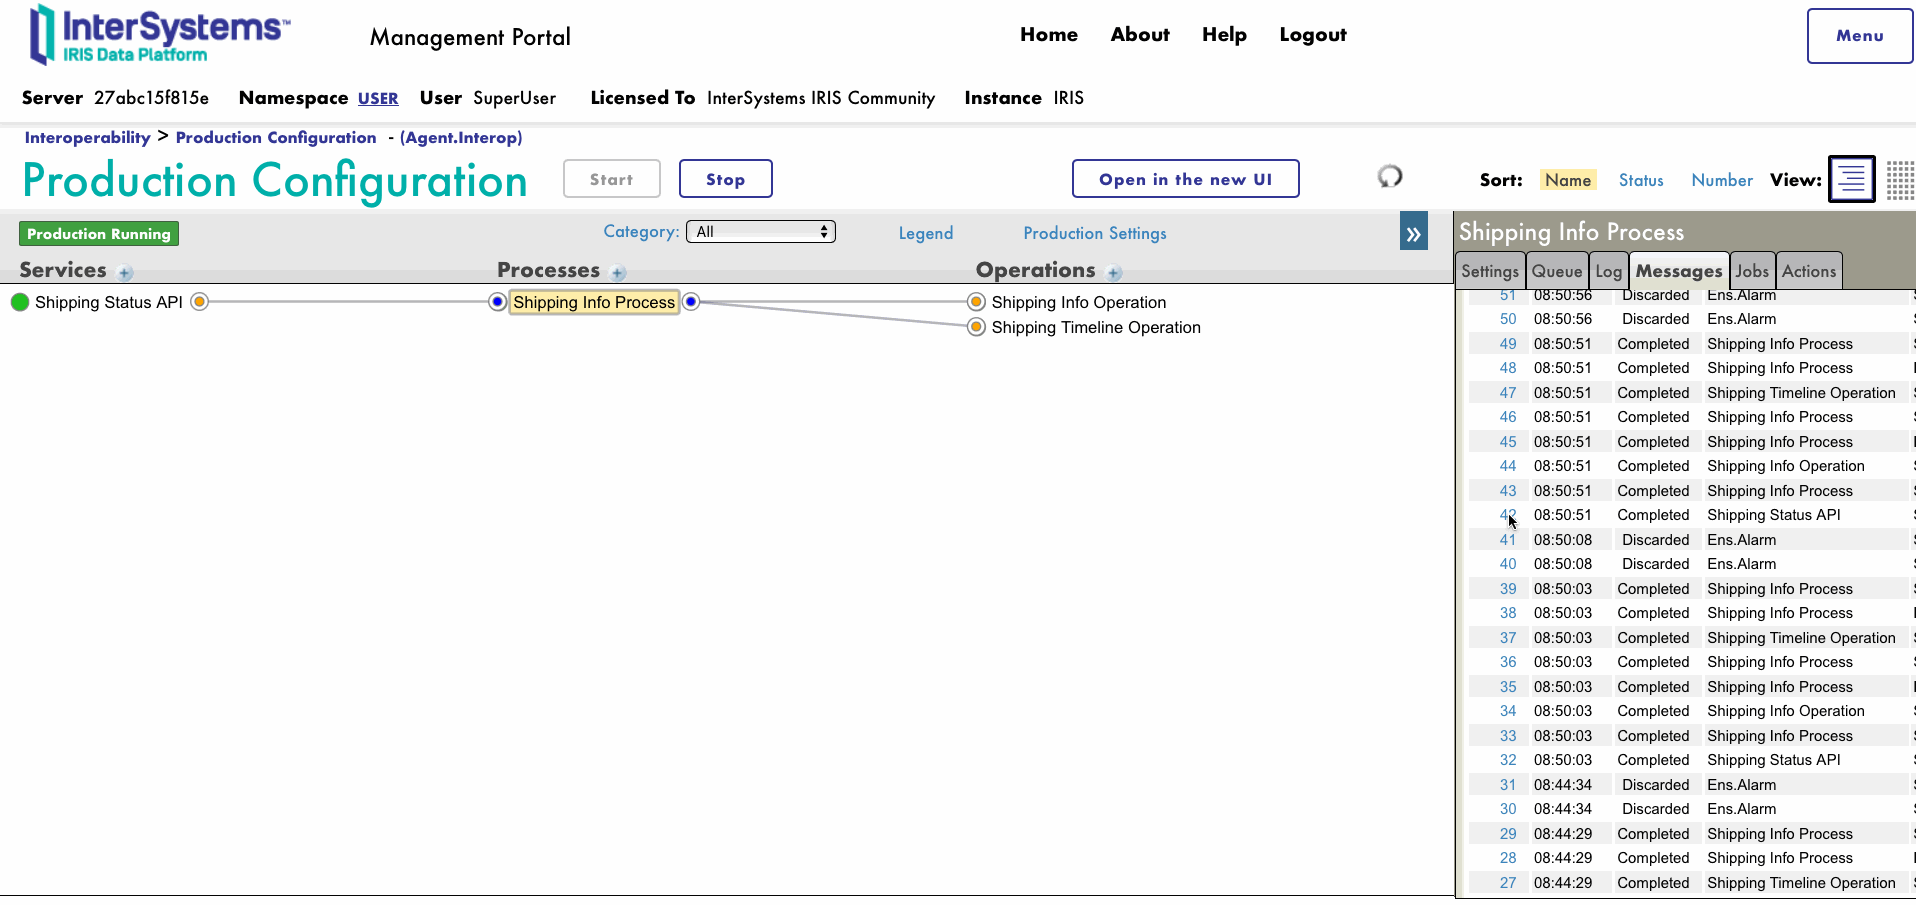 InterSystems™
IRIS Data Platform
Management Portal
Home About Help Logout
Menu
Server 27abc15f815e Namespace USER User SuperUser Licensed To InterSystems IRIS Community Instance IRIS
Interoperability > Production Configuration - (Agent.Interop)
Production Configuration
Start Stop Open in the new UI
Sort: Name Status Number View:
Production Running
Category: All Legend Production Settings »
Services Processes Operations
Shipping Status API Shipping Info Process Shipping Info Operation
Shipping Timeline Operation
Shipping Info Process
Settings Queue Log Messages Jobs Actions
51 08:50:56 Discarded Ens.Alarm
50 08:50:56 Discarded Ens.Alarm
49 08:50:51 Completed Shipping Info Process
48 08:50:51 Completed Shipping Info Process
47 08:50:51 Completed Shipping Timeline Operation
46 08:50:51 Completed Shipping Info Process
45 08:50:51 Completed Shipping Info Process
44 08:50:51 Completed Shipping Info Operation
43 08:50:51 Completed Shipping Info Process
42 08:50:51 Completed Shipping Status API
41 08:50:08 Discarded Ens.Alarm
40 08:50:08 Discarded Ens.Alarm
39 08:50:03 Completed Shipping Info Process
38 08:50:03 Completed Shipping Info Process
37 08:50:03 Completed Shipping Timeline Operation
36 08:50:03 Completed Shipping Info Process
35 08:50:03 Completed Shipping Info Process
34 08:50:03 Completed Shipping Info Operation
33 08:50:03 Completed Shipping Info Process
32 08:50:03 Completed Shipping Status API
31 08:44:34 Discarded Ens.Alarm
30 08:44:34 Discarded Ens.Alarm
29 08:44:29 Completed Shipping Info Process
28 08:44:29 Completed Shipping Info Process
27 08:44:29 Completed Shipping Timeline Operation